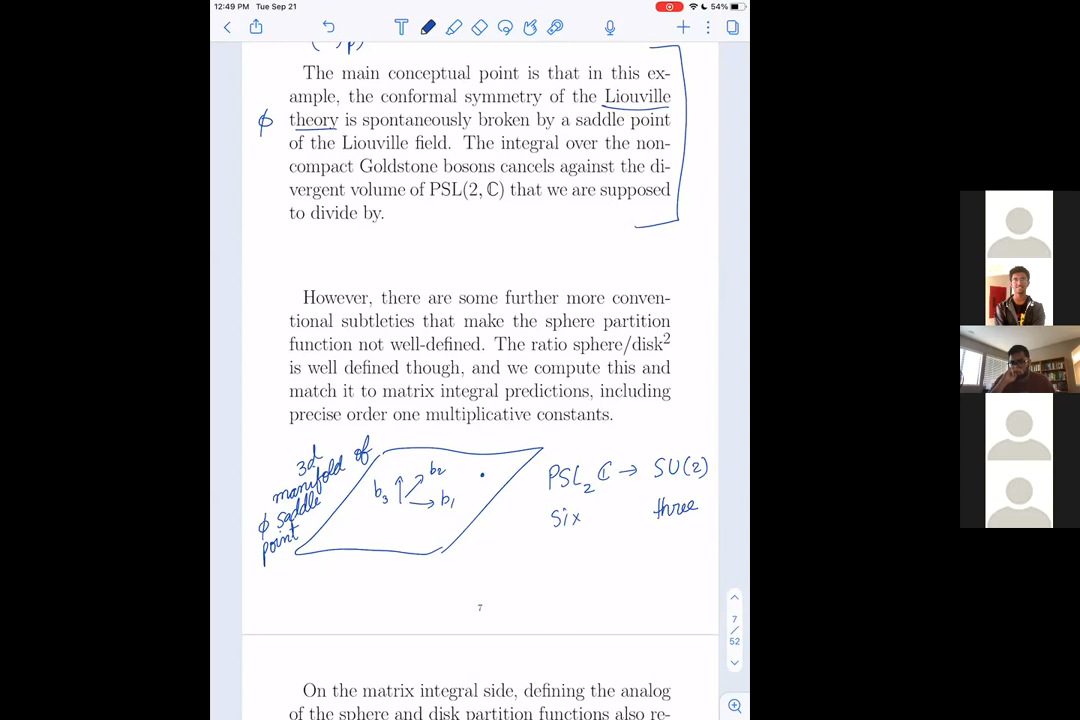 12:49 PM Tue Sep 21
54%
The main conceptual point is that in this ex-
ample, the conformal symmetry of the Liouville
ϕ theory is spontaneously broken by a saddle point
of the Liouville field. The integral over the non-
compact Goldstone bosons cancels against the di-
vergent volume of PSL(2, ℂ) that we are supposed
to divide by.
However, there are some further more conven-
tional subtleties that make the sphere partition
function not well-defined. The ratio sphere/disk²
is well defined though, and we compute this and
match it to matrix integral predictions, including
precise order one multiplicative constants.
3d
manifold of
ϕ saddle
point
b₃ b₂
b₁
PSL₂ ℂ → SU(2)
six three
7
7
/
52
On the matrix integral side, defining the analog
of the sphere and disk partition functions also re-